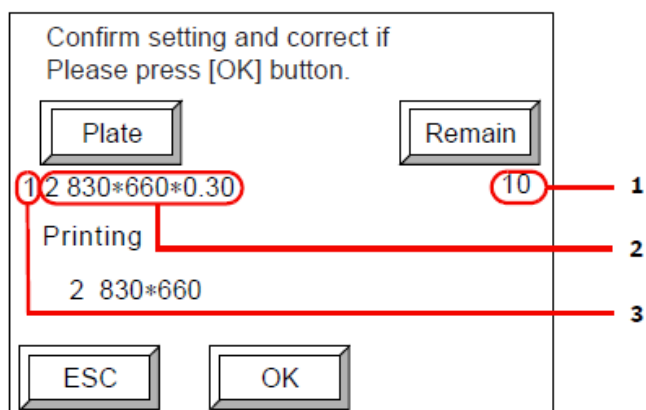 Confirm setting and correct if
Please press [OK] button.
Plate Remain
1 2 830*660*0.30 10 1
Printing 2
2 830*660
3
ESC OK